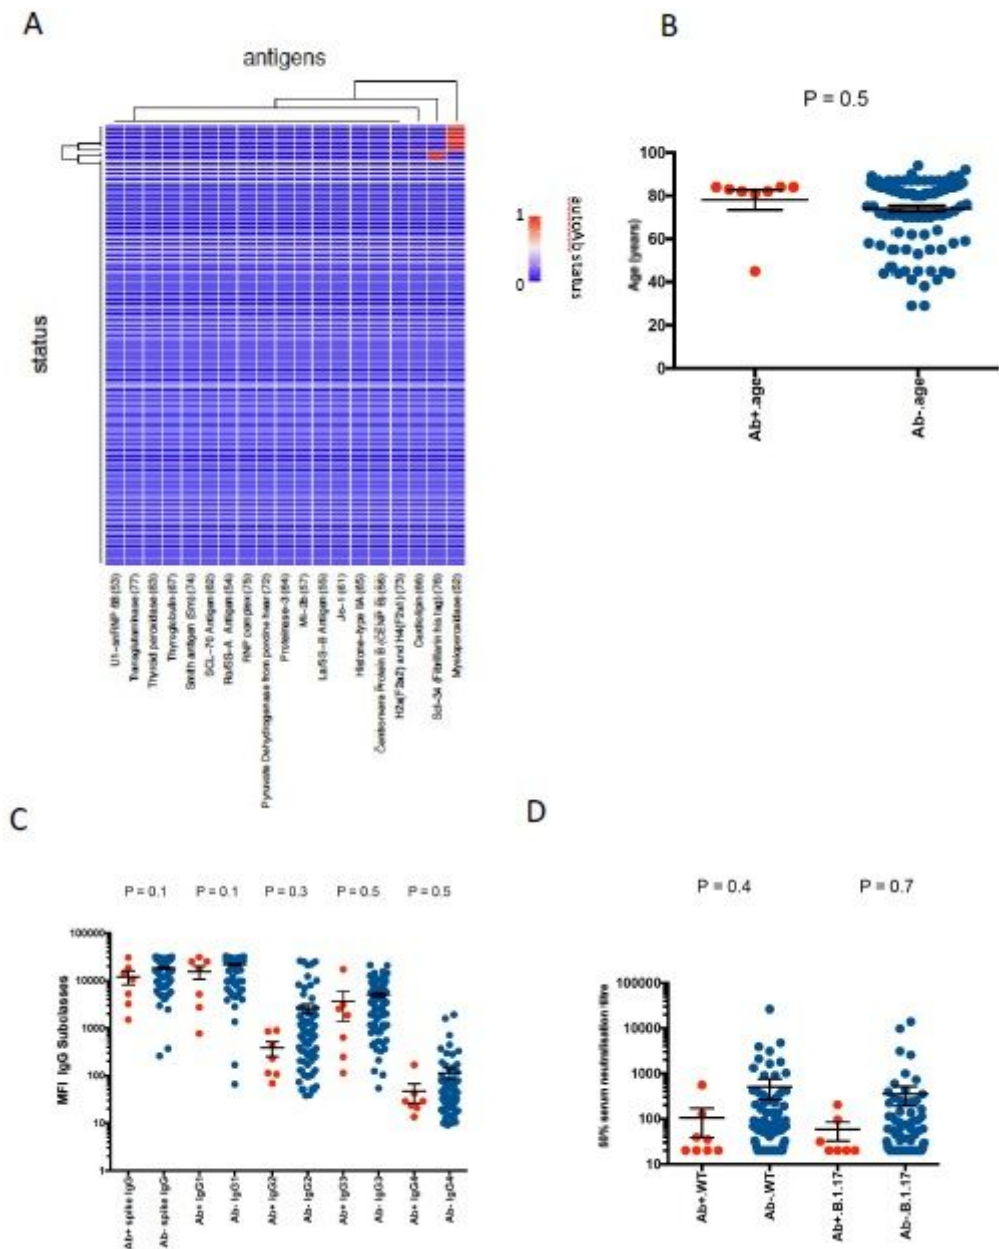 A
antigens
status
1
0
autoAb status
U1-snRNP 68 (53)
Transglutaminase (77)
Thyroid peroxidase (63)
Thyroglobulin (67)
Smith antigen (Sm) (74)
SCL-70 Antigen (62)
Ro/SS-A Antigen (54)
RNP complex (75)
Pyruvate Dehydrogenase from porcine hear (72)
Proteinase-3 (64)
Mi-2b (57)
La/SS-B Antigen (55)
Jo-1 (61)
Histone-type IIA (65)
Centromere Protein B (CENP B) (56)
H2a(F2a2) and H4(F2a1) (73)
Cardiolipin (66)
Scl-34 (Fibrillarin his tag) (76)
Myeloperoxidase (52)
B
P = 0.5
Age (years)
100
80
60
40
20
0
Ab+.age
Ab-.age
C
P = 0.1 P = 0.1 P = 0.3 P = 0.5 P = 0.5
MFI IgG Subclasses
100000
10000
1000
100
10
1
Ab+ spike IgG
Ab- spike IgG
Ab+ IgG1
Ab- IgG1
Ab+ IgG2
Ab- IgG2
Ab+ IgG3
Ab- IgG3
Ab+ IgG4
Ab- IgG4
D
P = 0.4 P = 0.7
50% serum neutralisation titre
100000
10000
1000
100
10
Ab+.WT
Ab-.WT
Ab+.B.1.17
Ab-.B.1.17